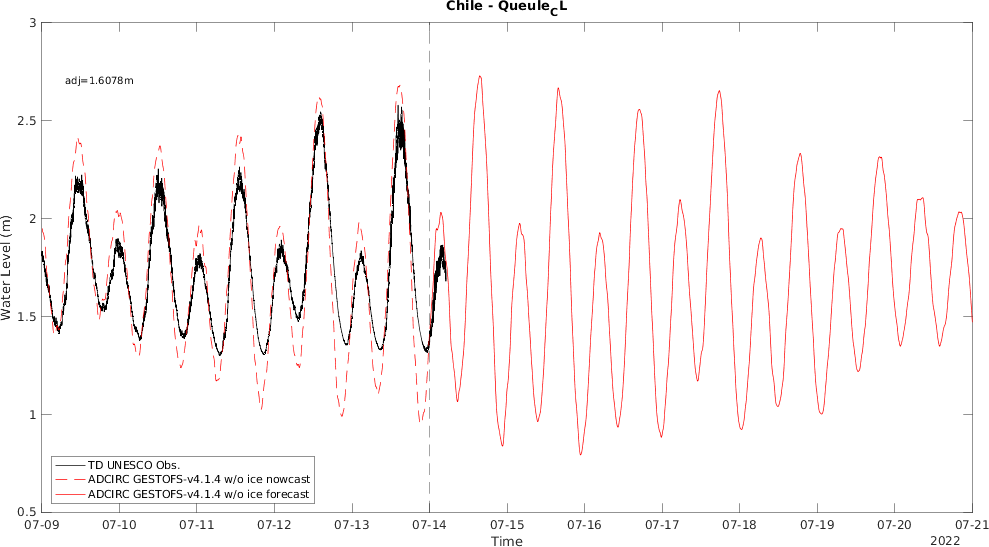 Chile - Queule_CL
3
adj=1.6078m
2.5
2
Water Level (m)
1.5
1
TD UNESCO Obs.
ADCIRC GESTOFS-v4.1.4 w/o ice nowcast
ADCIRC GESTOFS-v4.1.4 w/o ice forecast
0.5
07-09 07-10 07-11 07-12 07-13 07-14 07-15 07-16 07-17 07-18 07-19 07-20 07-21
Time
2022